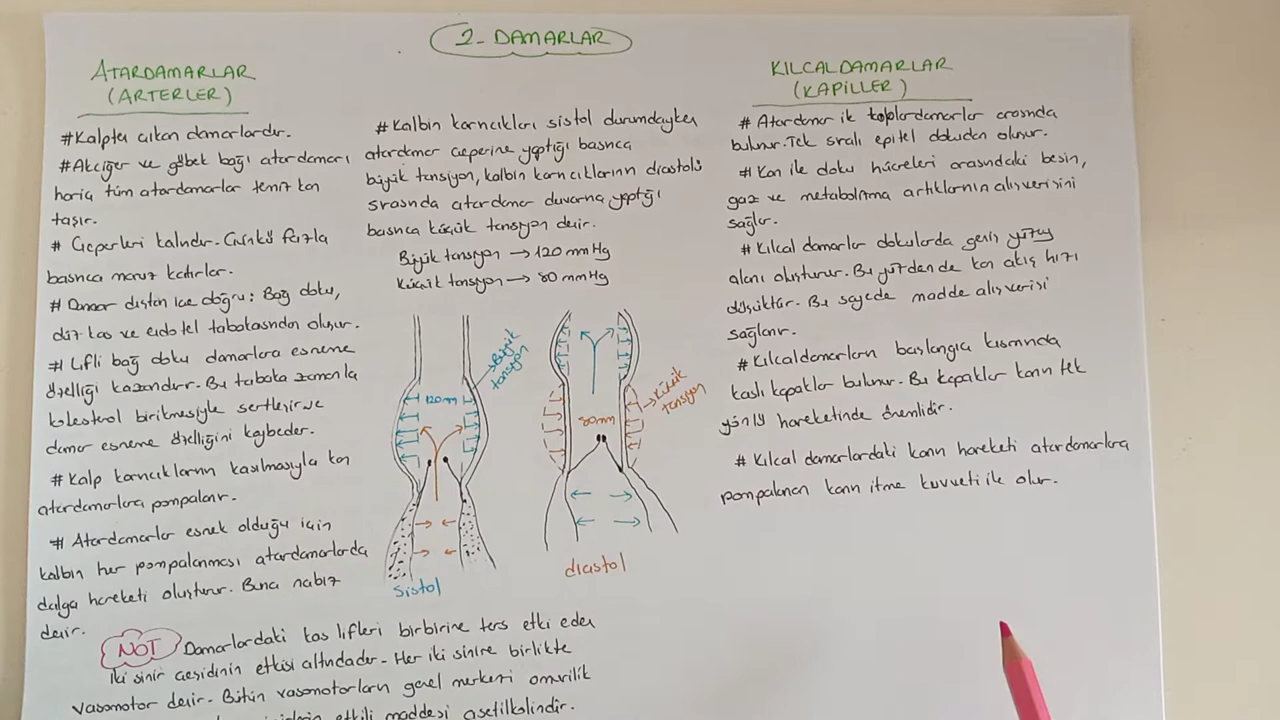 2- DAMARLAR
ATARDAMARLAR
(ARTERLER)
#Kalpten çıkan damarlardır.
#Akciğer ve göbek bağı atardamarı
hariç tüm atardamarlar temiz kan
taşır.
# Çeperleri kalındır. Çünkü fazla
basınca maruz kalırlar.
# Damar dıştan içe doğru: Bağ doku,
düz kas ve endotel tabakasından oluşur.
# Lifli bağ doku damarlara esneme
özelliği kazandırır. Bu tabaka zamanla
kolestrol birikmesiyle sertleşir ve
damar esneme özelliğini kaybeder.
# Kalp karıncıklarının kasılmasıyla kan
atardamarlara pompalanır.
# Atardamarlar esnek olduğu için
kalbin her pompalanması atardamarlarda
dalga hareketi oluşturur. Buna nabız
denir.
# Kalbin karıncıkları sistol durumdayken
atardamar çeperine yaptığı basınca
büyük tansiyon, kalbin karıncıklarının diastolü
sırasında atardamar duvarına yaptığı
basınca küçük tansiyon denir.
Büyük tansiyon → 120 mmHg
Küçük tansiyon → 80 mmHg
Büyük
tansiyon
120mm
sistol
Küçük
tansiyon
80mm
diastol
NOT Damarlardaki kas lifleri birbirine ters etki eden
iki sinir çeşidinin etkisi altındadır. Her iki sinire birlikte
vasomotor denir. Bütün vasomotorların genel merkezi omurilik
etkili maddesi asetilkolindir.
KILCALDAMARLAR
(KAPİLLER)
# Atardamar ile toplardamarlar arasında
bulunur. Tek sıralı epitel dokudan oluşur.
# Kan ile doku hücreleri arasındaki besin,
gaz ve metabolizma artıklarının alışverişini
sağlar.
# Kılcal damarlar dokularda geniş yüzey
alanı oluşturur. Bu yüzden de kan akış hızı
düşüktür. Bu sayede madde alışverişi
sağlanır.
# Kılcaldamarların başlangıç kısmında
kaslı kapaklar bulunur. Bu kapaklar kanın tek
yönlü hareketinde önemlidir.
# Kılcal damarlardaki kanın hareketi atardamarlara
pompalanan kanın itme kuvveti ile olur.